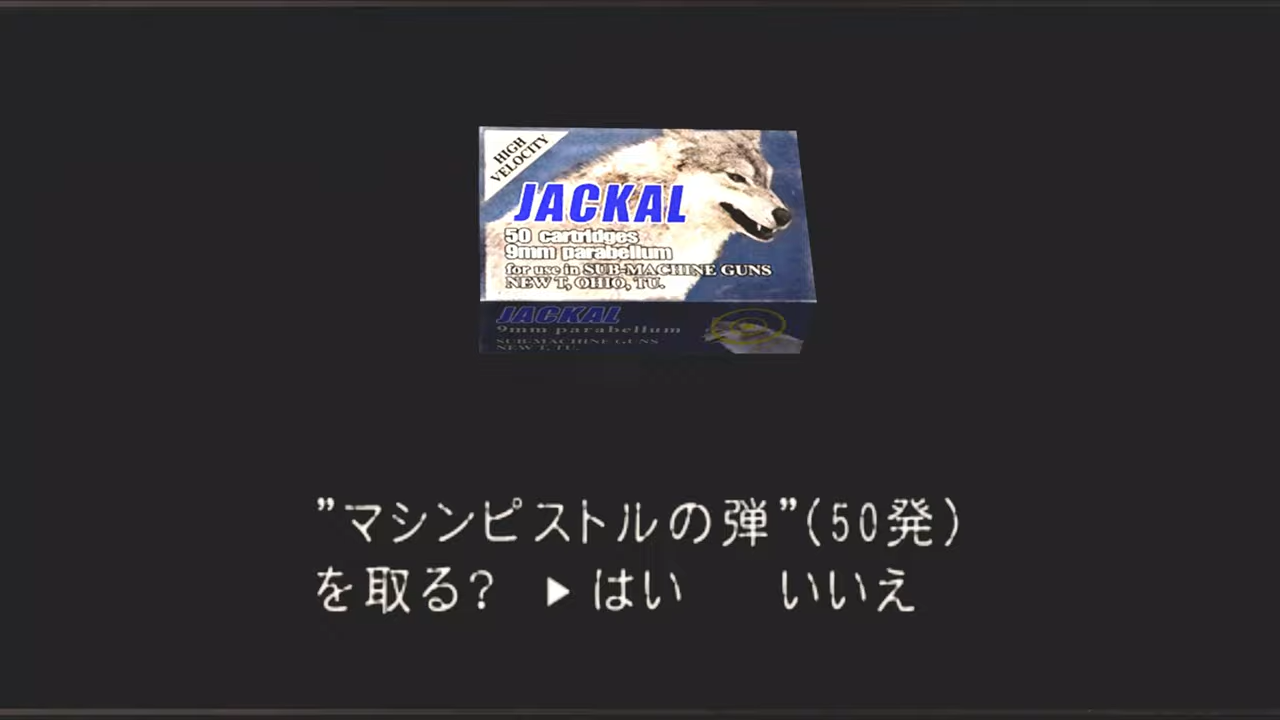 HIGH
VELOCITY
JACKAL
50 cartridges
9mm parabellum
for use in SUB-MACHINE GUNS
NEW T, OHIO, TU.
JACKAL
9mm parabellum
SUB-MACHINE GUNS
NEW T, TU.
”マシンピストルの弾”(50発)
を取る? ▶はい いいえ